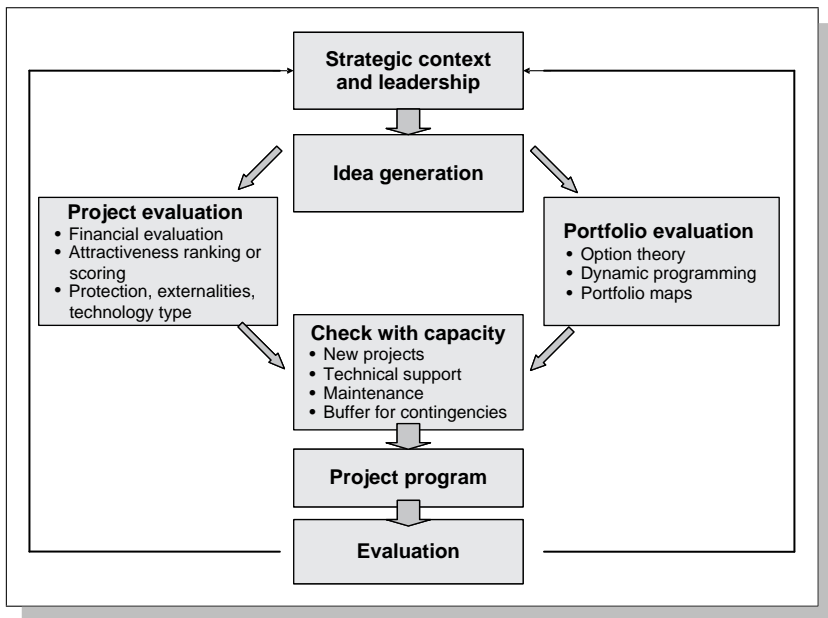 Strategic context
and leadership
Idea generation
Project evaluation
• Financial evaluation
• Attractiveness ranking or
scoring
• Protection, externalities,
technology type
Portfolio evaluation
• Option theory
• Dynamic programming
• Portfolio maps
Check with capacity
• New projects
• Technical support
• Maintenance
• Buffer for contingencies
Project program
Evaluation